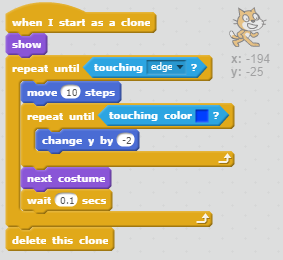 when I start as a clone
show
repeat until touching edge ?
move 10 steps
repeat until touching color ?
change y by -2
next costume
wait 0.1 secs
delete this clone
x: -194
y: -25